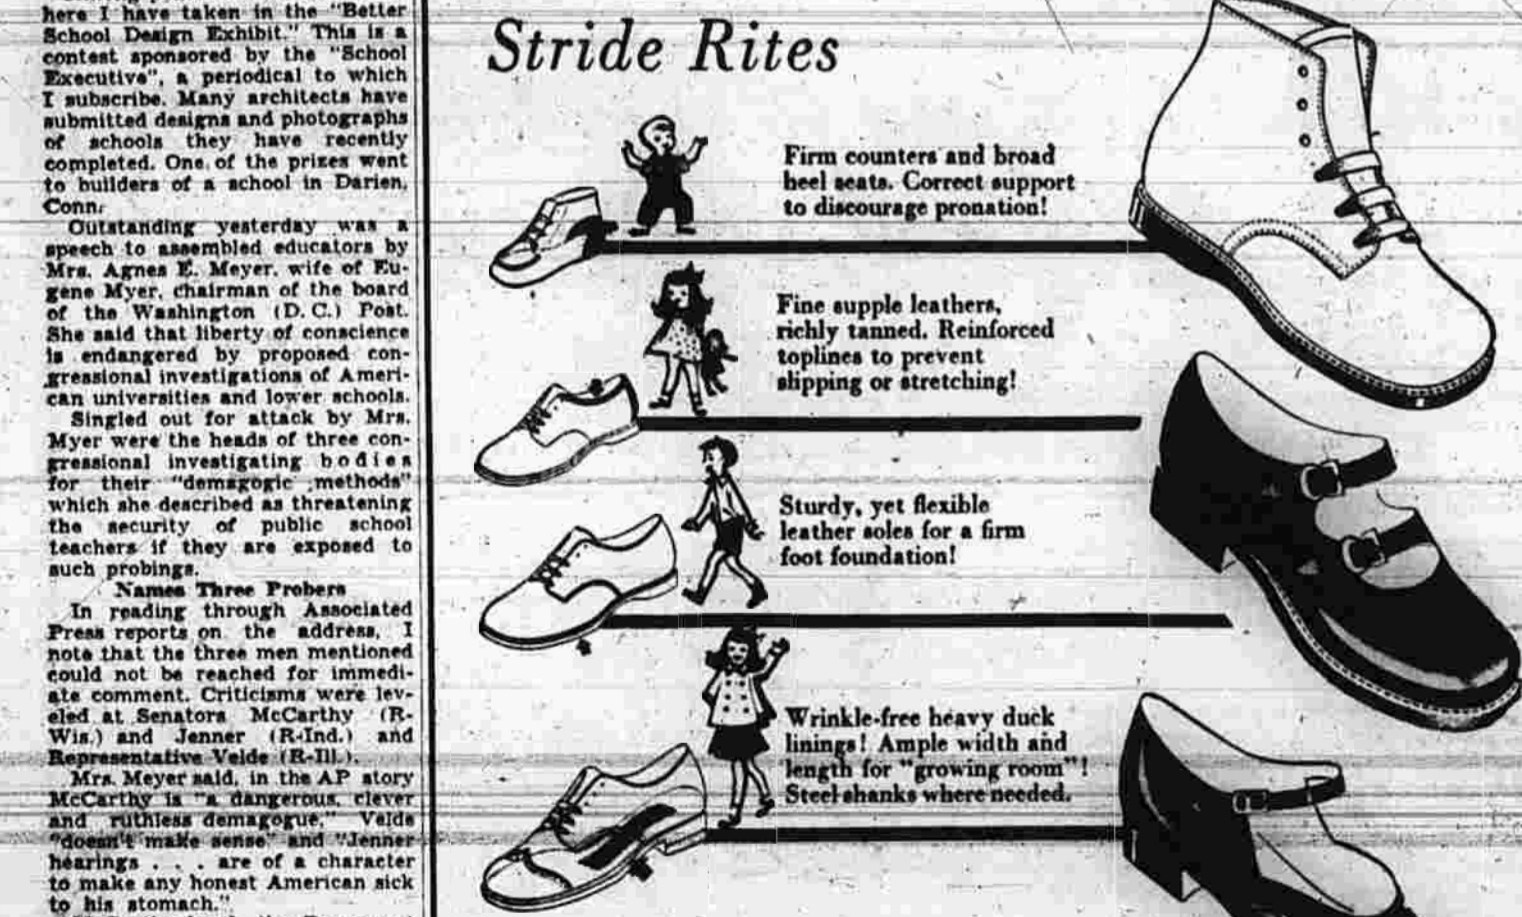 here I have taken in the "Better
School Design Exhibit." This is a
contest sponsored by the "School
Executive", a periodical to which
I subscribe. Many architects have
submitted designs and photographs
of schools they have recently
completed. One of the prizes went
to builders of a school in Darien,
Conn.
Outstanding yesterday was a
speech to assembled educators by
Mrs. Agnes E. Meyer, wife of Eu-
gene Myer, chairman of the board
of the Washington (D. C.) Post.
She said that liberty of conscience
is endangered by proposed con-
gressional investigations of Ameri-
can universities and lower schools.
Singled out for attack by Mrs.
Myer were the heads of three con-
gressional investigating bodies
for their "demagogic methods"
which she described as threatening
the security of public school
teachers if they are exposed to
such probings.
Names Three Probers
In reading through Associated
Press reports on the address, I
note that the three men mentioned
could not be reached for immedi-
ate comment. Criticisms were lev-
eled at Senators McCarthy (R-
Wis.) and Jenner (R-Ind.) and
Representative Velde (R-Ill.).
Mrs. Meyer said, in the AP story
McCarthy is "a dangerous, clever
and ruthless demagogue," Velde
"doesn't make sense" and "Jenner
hearings . . . are of a character
to make any honest American sick
to his stomach."
Stride Rites
Firm counters and broad
heel seats. Correct support
to discourage pronation!
Fine supple leathers,
richly tanned. Reinforced
toplines to prevent
slipping or stretching!
Sturdy, yet flexible
leather soles for a firm
foot foundation!
Wrinkle-free heavy duck
linings! Ample width and
length for "growing room"!
Steel shanks where needed.